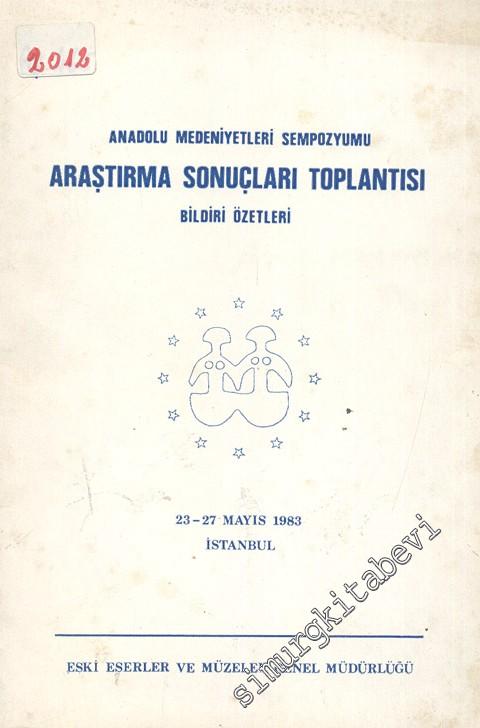 2012
ANADOLU MEDENİYETLERİ SEMPOZYUMU
ARAŞTIRMA SONUÇLARI TOPLANTISI
BİLDİRİ ÖZETLERİ
23-27 MAYIS 1983
İSTANBUL
ESKİ ESERLER VE MÜZELER GENEL MÜDÜRLÜĞÜ
simurgkitabevi